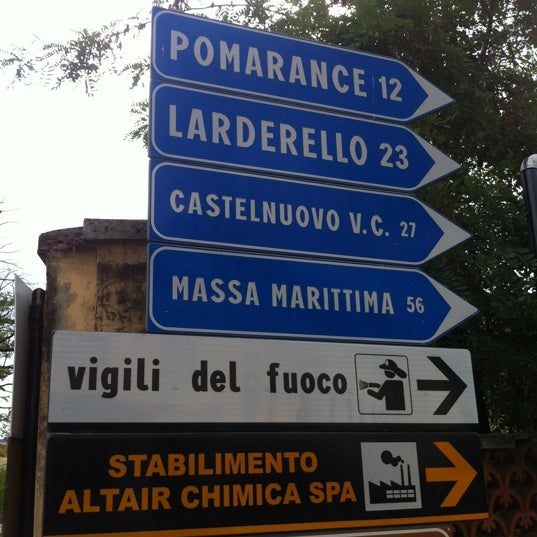 POMARANCE 12
LARDERELLO 23
CASTELNUOVO V.C. 27
MASSA MARITTIMA 56
vigili del fuoco
STABILIMENTO
ALTAIR CHIMICA SPA